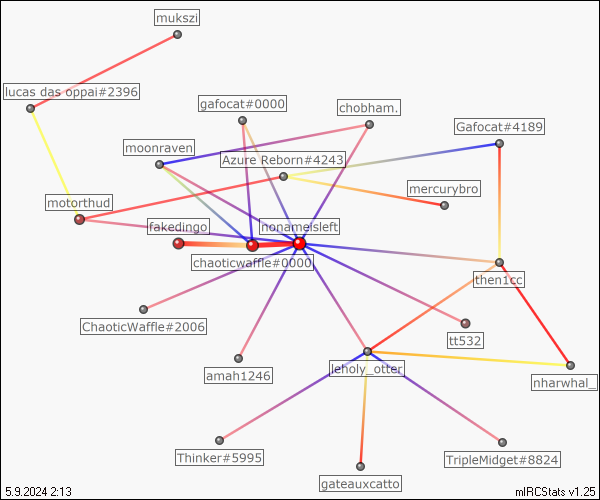 mukszi
lucas das oppai#2396
gafocat#0000
chobham.
Gafocat#4189
moonraven
Azure Reborn#4243
mercurybro
motorthud
fakedingo
nonameisleft
chaoticwaffle#0000
then1cc
ChaoticWaffle#2006
tt532
amah1246
leholy_otter
nharwhal_
Thinker#5995
TripleMidget#8824
gateauxcatto
5.9.2024 2:13
mIRCStats v1.25